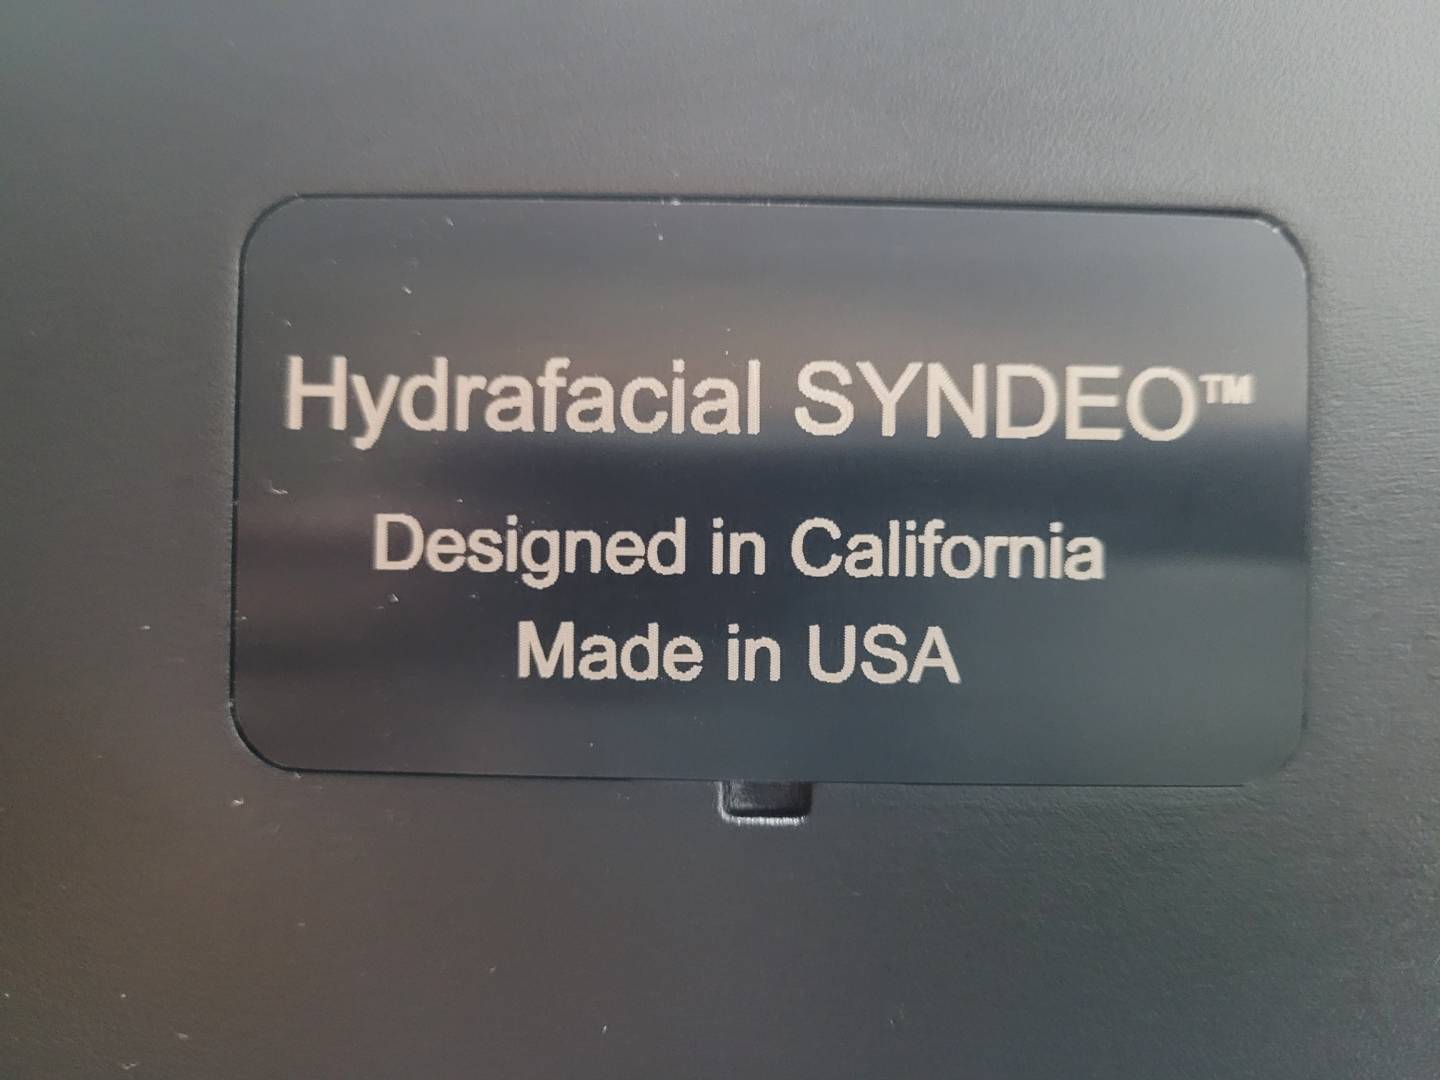 Hydrafacial SYNDEO™
Designed in California
Made in USA